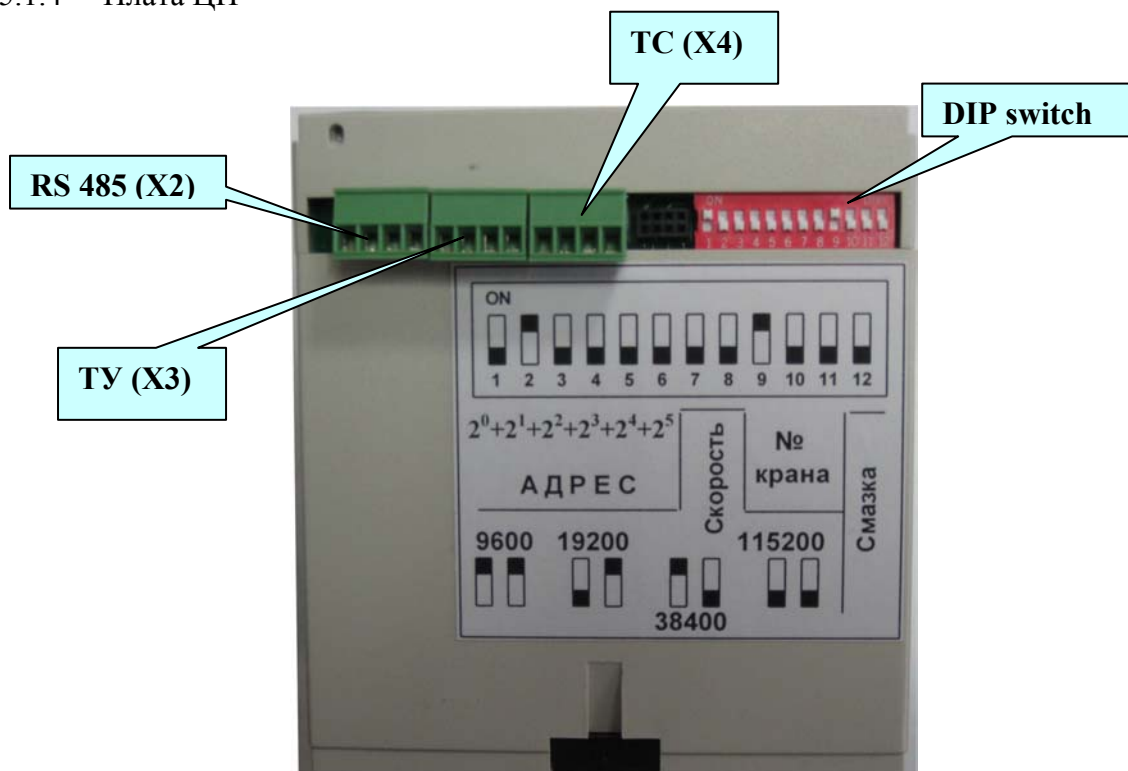 Плата ЦП
ТС (X4)
DIP switch
RS 485 (X2)
ON
1 2 3 4 5 6 7 8 9 10 11 12
ТУ (X3)
ON
1 2 3 4 5 6 7 8 9 10 11 12
2⁰+2¹+2²+2³+2⁴+2⁵
АДРЕС
Скорость
№
крана
Смазка
9600 19200 115200
38400